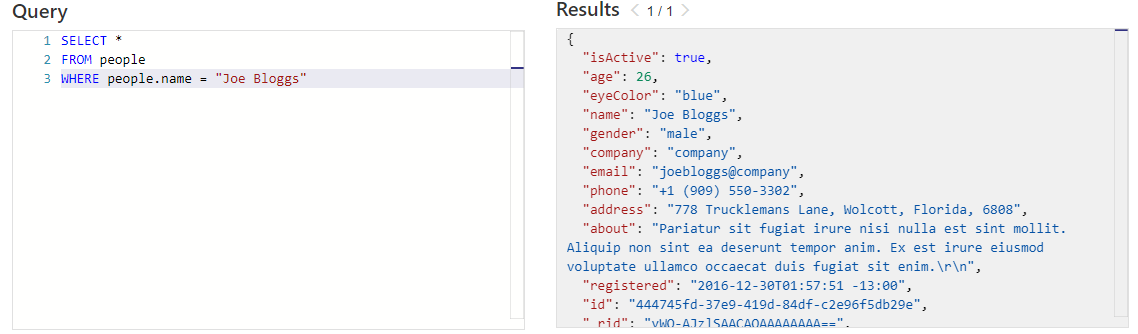 Query
1 SELECT *
2 FROM people
3 WHERE people.name = "Joe Bloggs"
Results < 1 / 1 >
{
"isActive": true,
"age": 26,
"eyeColor": "blue",
"name": "Joe Bloggs",
"gender": "male",
"company": "company",
"email": "joebloggs@company",
"phone": "+1 (909) 550-3302",
"address": "778 Trucklemans Lane, Wolcott, Florida, 6808",
"about": "Pariatur sit fugiat irure nisi nulla est sint mollit.
Aliquip non sint ea deserunt tempor anim. Ex est irure eiusmod
voluptate ullamco occaecat duis fugiat sit enim.\r\n",
"registered": "2016-12-30T01:57:51 -13:00",
"id": "444745fd-37e9-419d-84df-c2e96f5db29e",
"_rid":